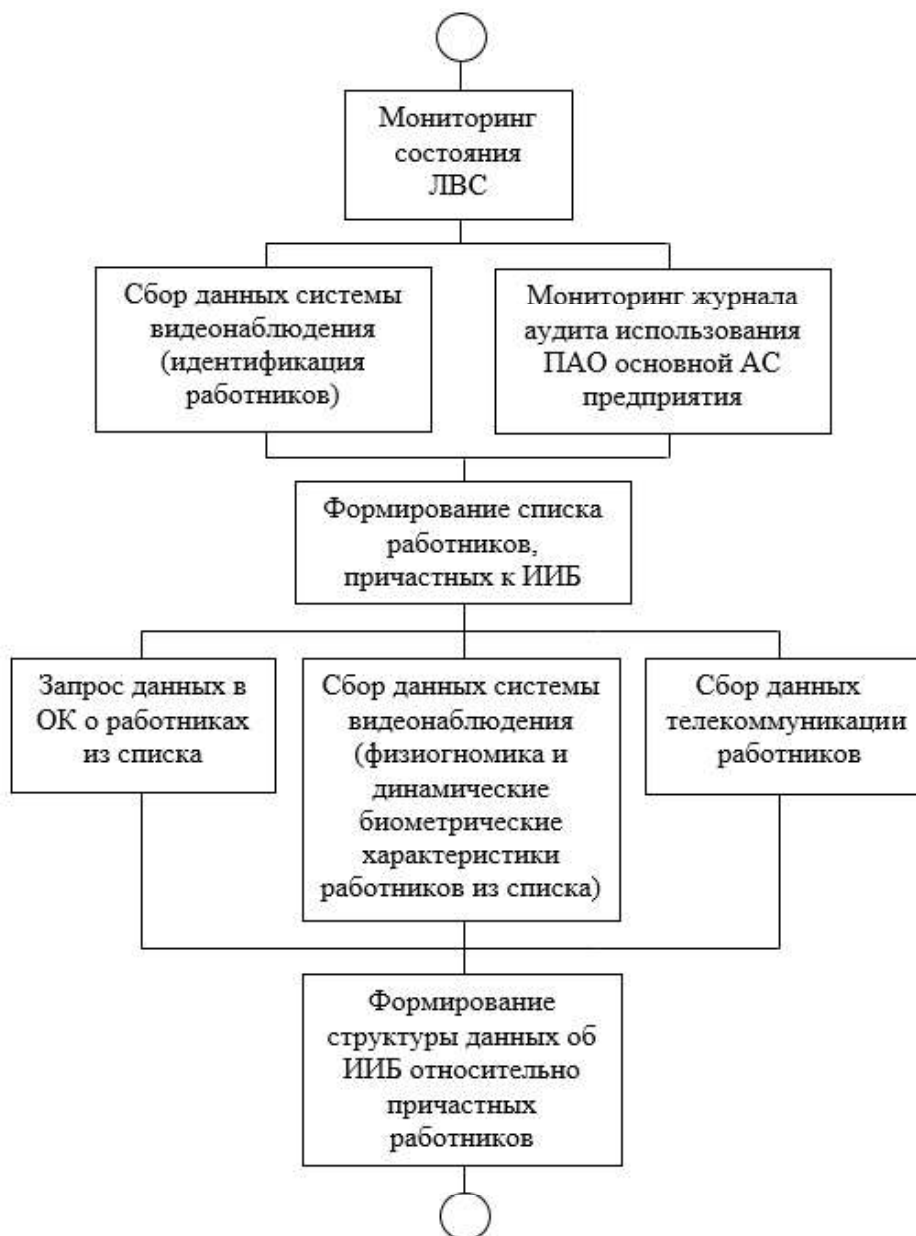 Мониторинг
состояния
ЛВС
Сбор данных системы
видеонаблюдения
(идентификация
работников)
Мониторинг журнала
аудита использования
ПАО основной АС
предприятия
Формирование списка
работников,
причастных к ИИБ
Запрос данных в
ОК о работниках
из списка
Сбор данных системы
видеонаблюдения
(физиогномика и
динамические
биометрические
характеристики
работников из списка)
Сбор данных
телекоммуникации
работников
Формирование
структуры данных об
ИИБ относительно
причастных
работников